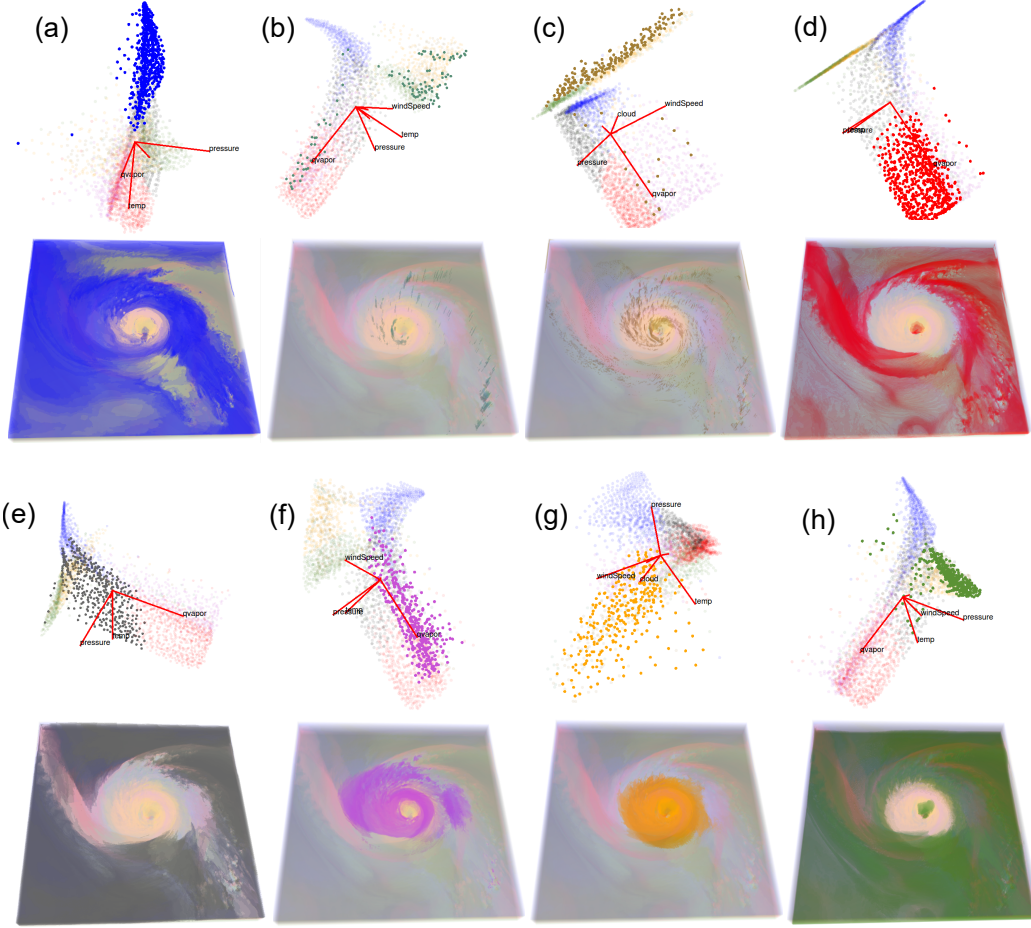 (a)
(b)
(c)
(d)
pressure
qvapor
temp
windSpeed
temp
pressure
qvapor
cloud
windSpeed
pressure
qvapor
qvapor
(e)
(f)
(g)
(h)
qvapor
temp
pressure
windSpeed
pressure
qvapor
pressure
windSpeed
cloud
temp
windSpeed
pressure
temp
qvapor